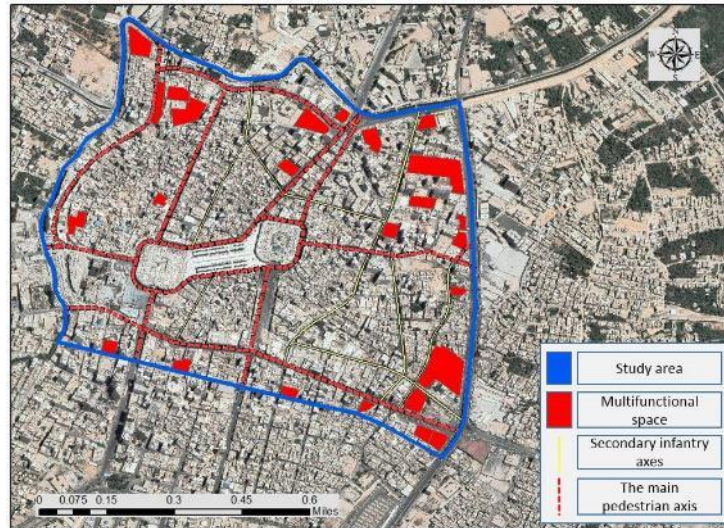 W E
S
Study area
Multifunctional
space
Secondary infantry
axes
The main
pedestrian axis
0 0.075 0.15 0.3 0.45 0.6
Miles